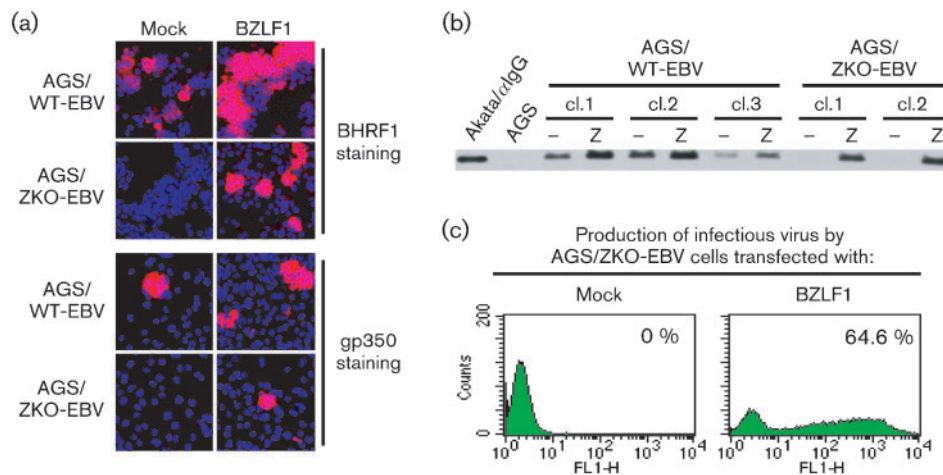 (a)
Mock BZLF1
AGS/
WT-EBV
AGS/
ZKO-EBV
BHRF1
staining
AGS/
WT-EBV
AGS/
ZKO-EBV
gp350
staining
(b)
Akata/αIgG
AGS
AGS/
WT-EBV
AGS/
ZKO-EBV
cl.1 cl.2 cl.3 cl.1 cl.2
– Z – Z – Z – Z – Z
(c)
Production of infectious virus by
AGS/ZKO-EBV cells transfected with:
Mock BZLF1
200
Counts
0
0 %
10⁰ 10¹ 10² 10³ 10⁴
FL1-H
64.6 %
10⁰ 10¹ 10² 10³ 10⁴
FL1-H